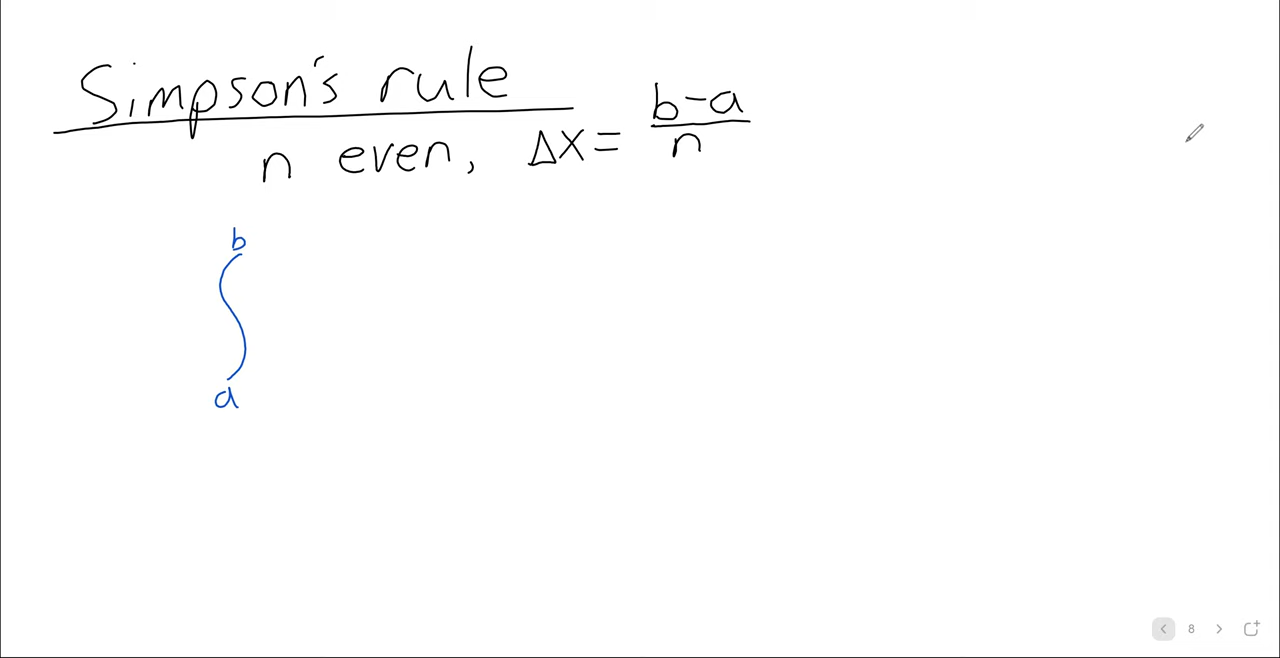 Simpson's rule
n even, Δx = b-a/n
b
∫
a
8